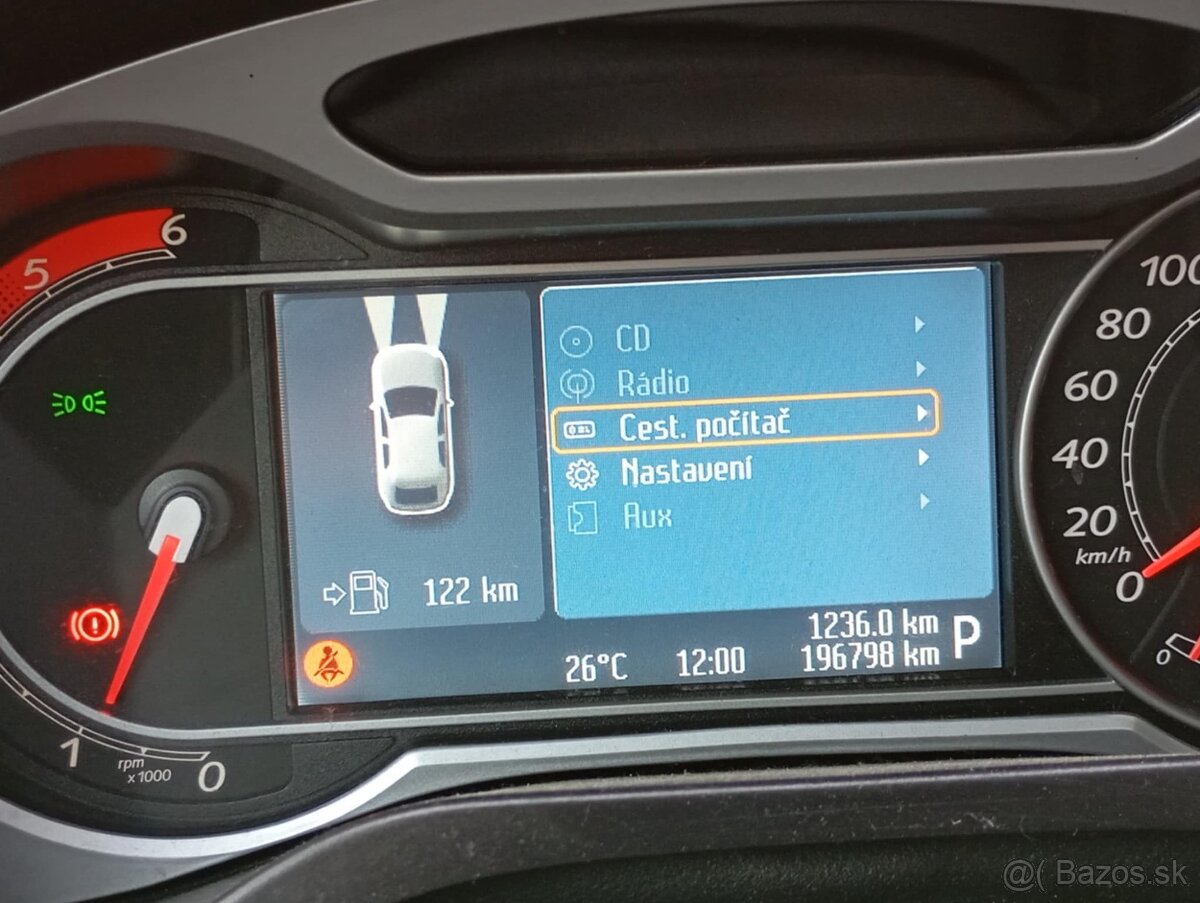 6
5
1
0
rpm
x1000
CD
Rádio
Cest. počítač
Nastavení
Aux
122 km
26°C 12:00
1236.0 km
196798 km
P
100
80
60
40
20
km/h
0
0
@( Bazos.sk